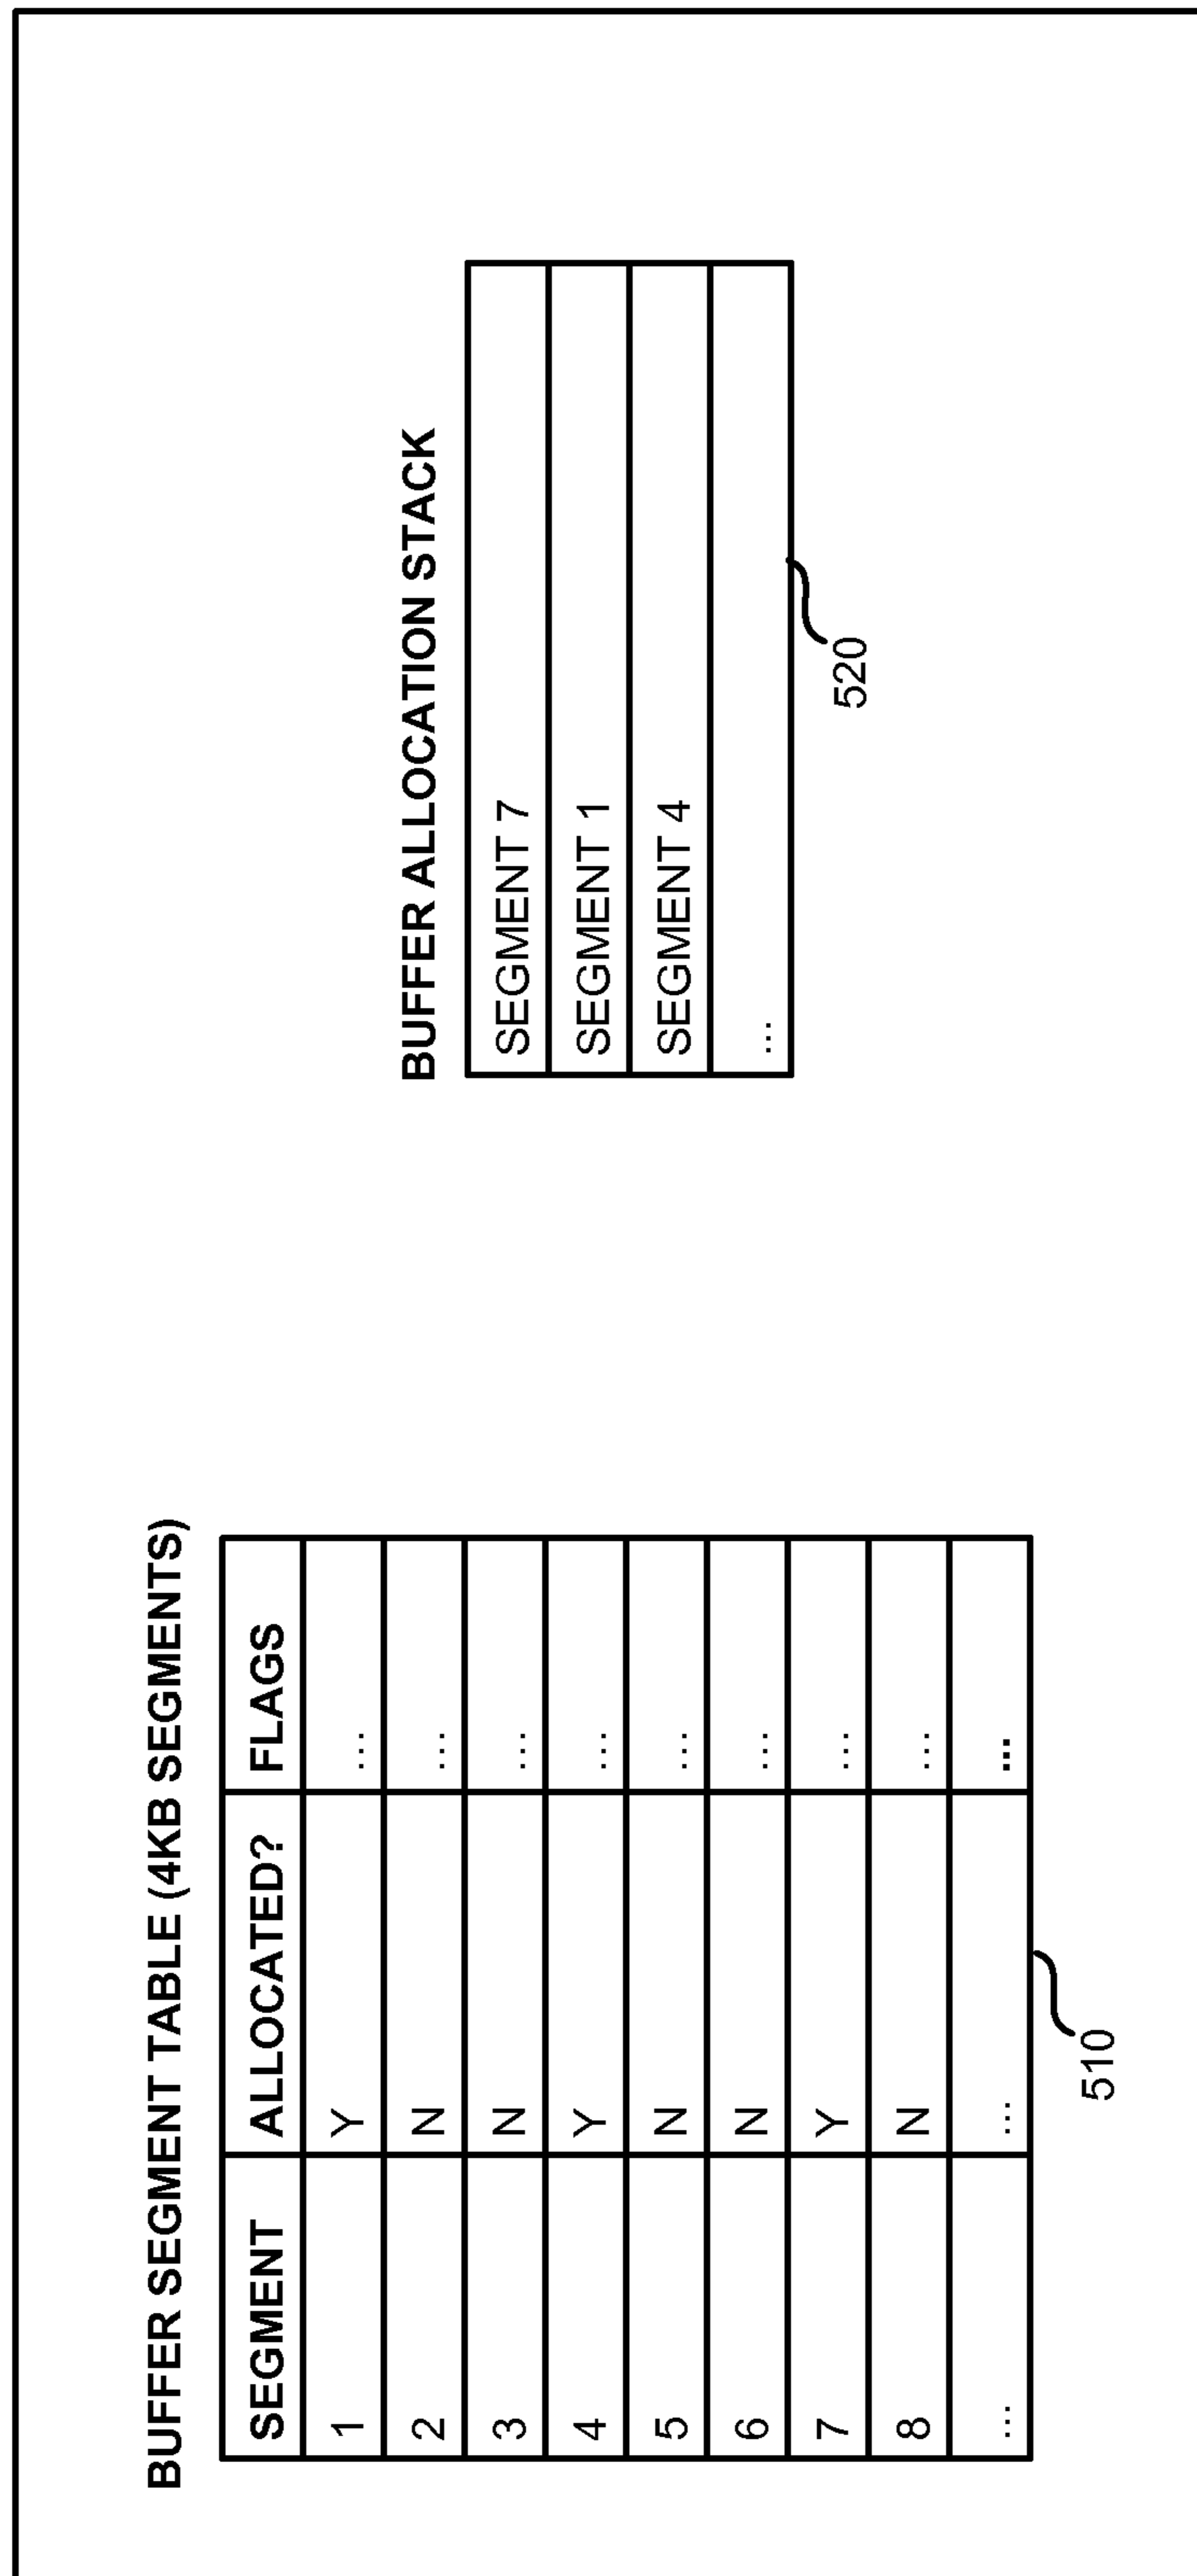 BUFFER SEGMENT TABLE (4KB SEGMENTS)
SEGMENT ALLOCATED? FLAGS
1 Y ...
2 N ...
3 N ...
4 Y ...
5 N ...
6 N ...
7 Y ...
8 N ...
... ... ...
510
BUFFER ALLOCATION STACK
SEGMENT 7
SEGMENT 1
SEGMENT 4
...
520